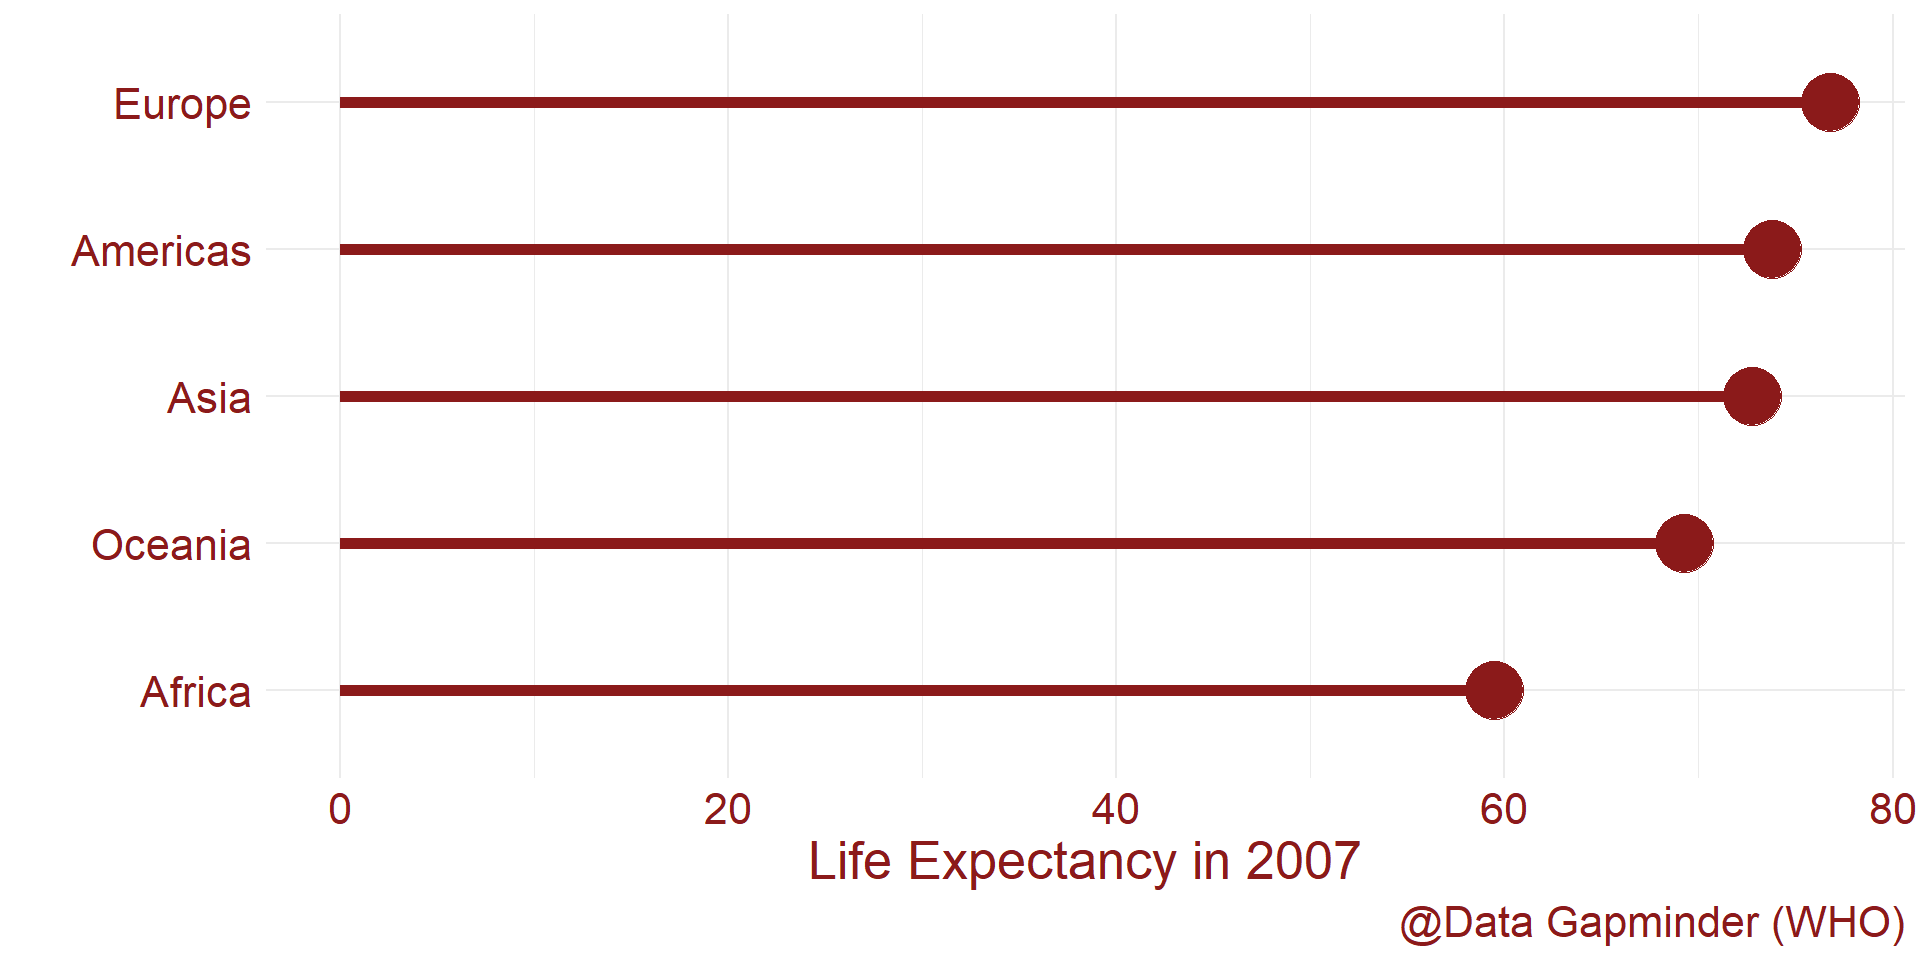 Europe
Americas
Asia
Oceania
Africa
0 20 40 60 80
Life Expectancy in 2007
@Data Gapminder (WHO)